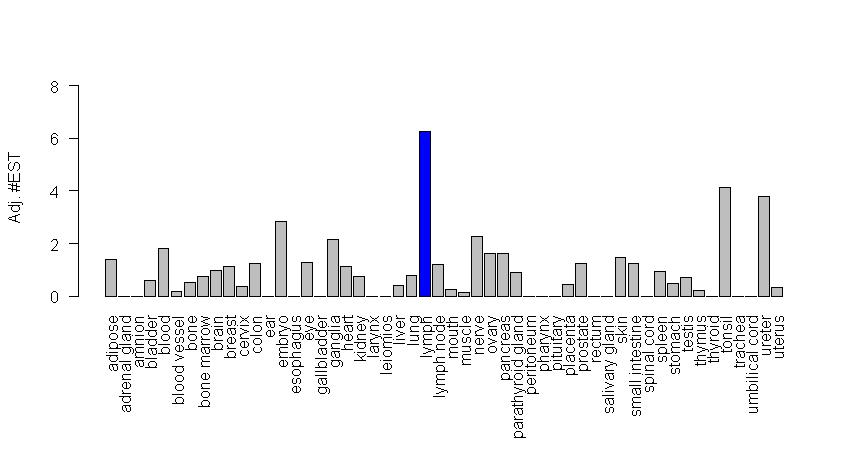 Adj. #EST
8
6
4
2
0
adipose
adrenal gland
amnion
bladder
blood
blood vessel
bone
bone marrow
brain
breast
cervix
colon
ear
embryo
esophagus
eye
gallbladder
ganglia
heart
kidney
larynx
leiomios
liver
lung
lymph
lymph node
mouth
muscle
nerve
ovary
pancreas
parathyroid gland
peritoneum
pharynx
pituitary
placenta
prostate
rectum
salivary gland
skin
small intestine
spinal cord
spleen
stomach
testis
thymus
thyroid
tonsil
trachea
umbilical cord
ureter
uterus